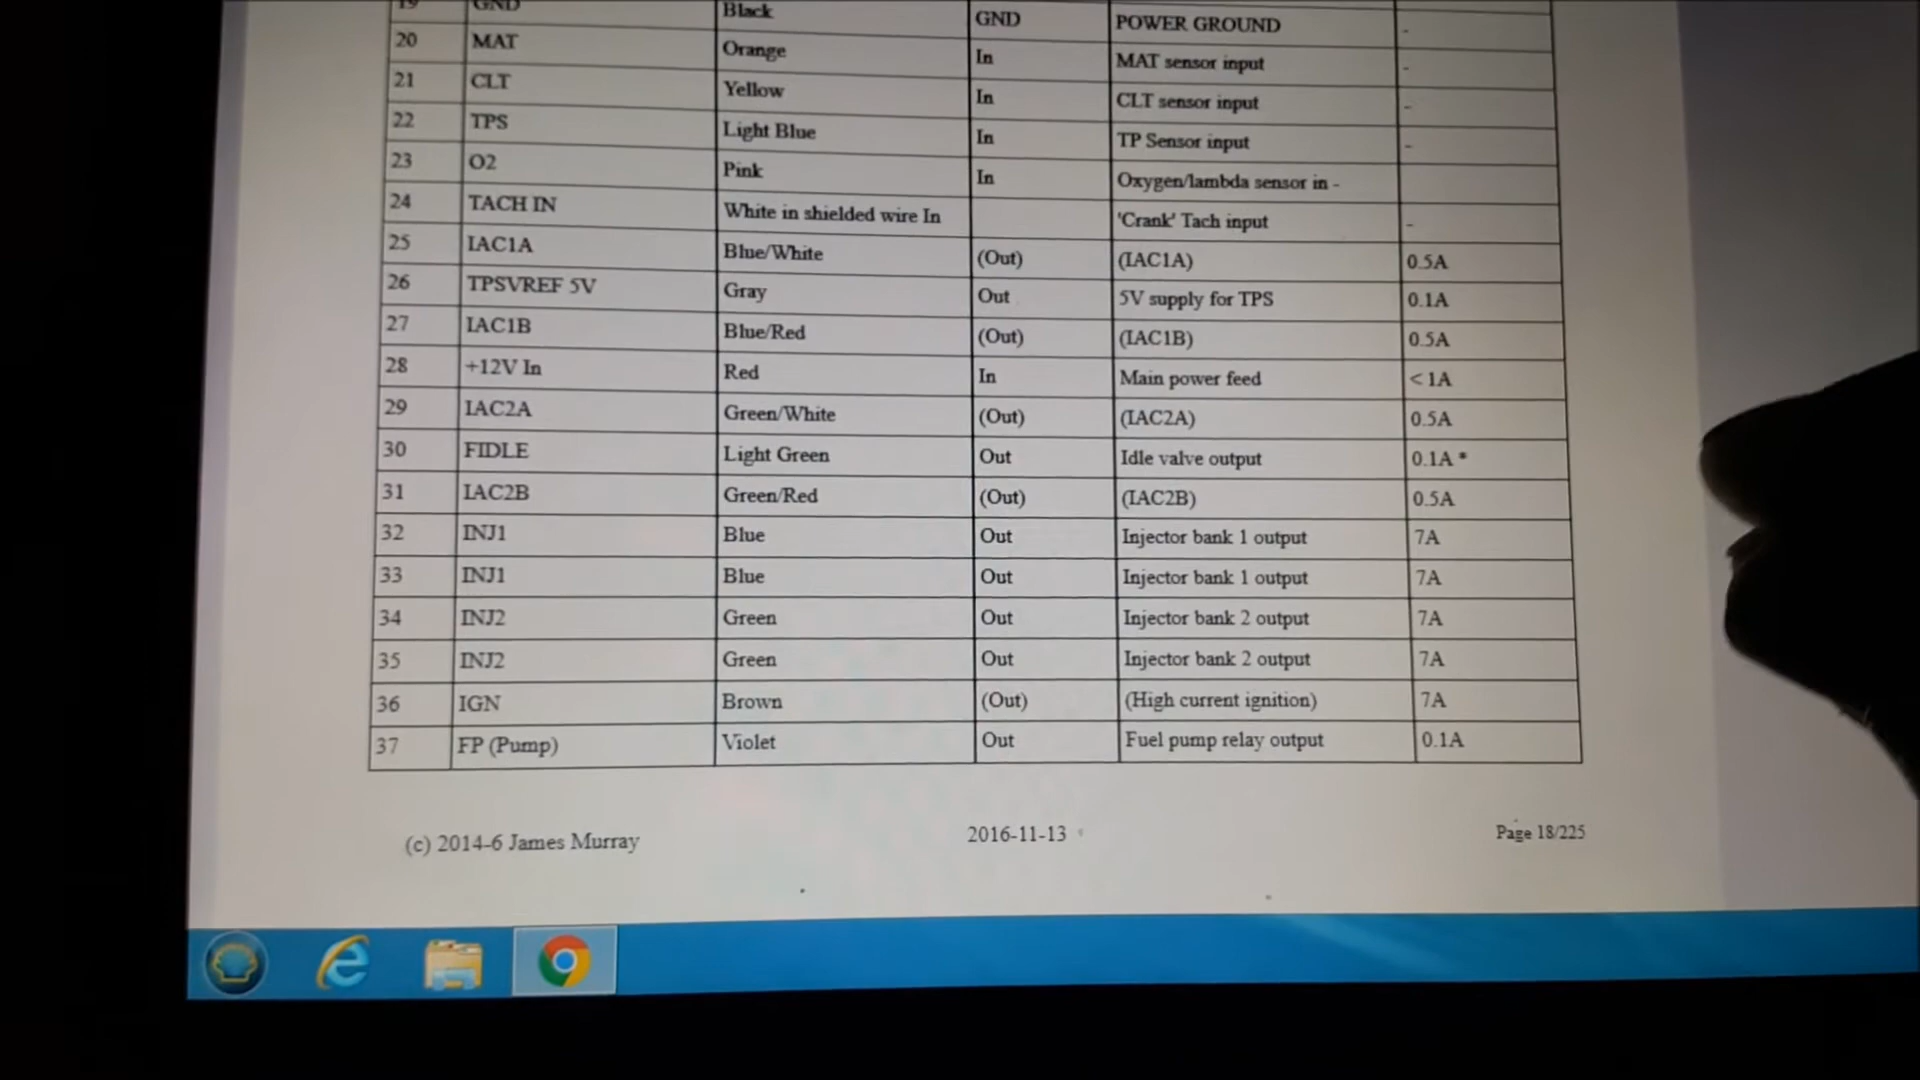 19 GND Black GND POWER GROUND -
20 MAT Orange In MAT sensor input -
21 CLT Yellow In CLT sensor input -
22 TPS Light Blue In TP Sensor input -
23 O2 Pink In Oxygen/lambda sensor in -
24 TACH IN White in shielded wire In 'Crank' Tach input -
25 IAC1A Blue/White (Out) (IAC1A) 0.5A
26 TPSVREF 5V Gray Out 5V supply for TPS 0.1A
27 IAC1B Blue/Red (Out) (IAC1B) 0.5A
28 +12V In Red In Main power feed < 1A
29 IAC2A Green/White (Out) (IAC2A) 0.5A
30 FIDLE Light Green Out Idle valve output 0.1A *
31 IAC2B Green/Red (Out) (IAC2B) 0.5A
32 INJ1 Blue Out Injector bank 1 output 7A
33 INJ1 Blue Out Injector bank 1 output 7A
34 INJ2 Green Out Injector bank 2 output 7A
35 INJ2 Green Out Injector bank 2 output 7A
36 IGN Brown (Out) (High current ignition) 7A
37 FP (Pump) Violet Out Fuel pump relay output 0.1A
(c) 2014-6 James Murray 2016-11-13 Page 18/225